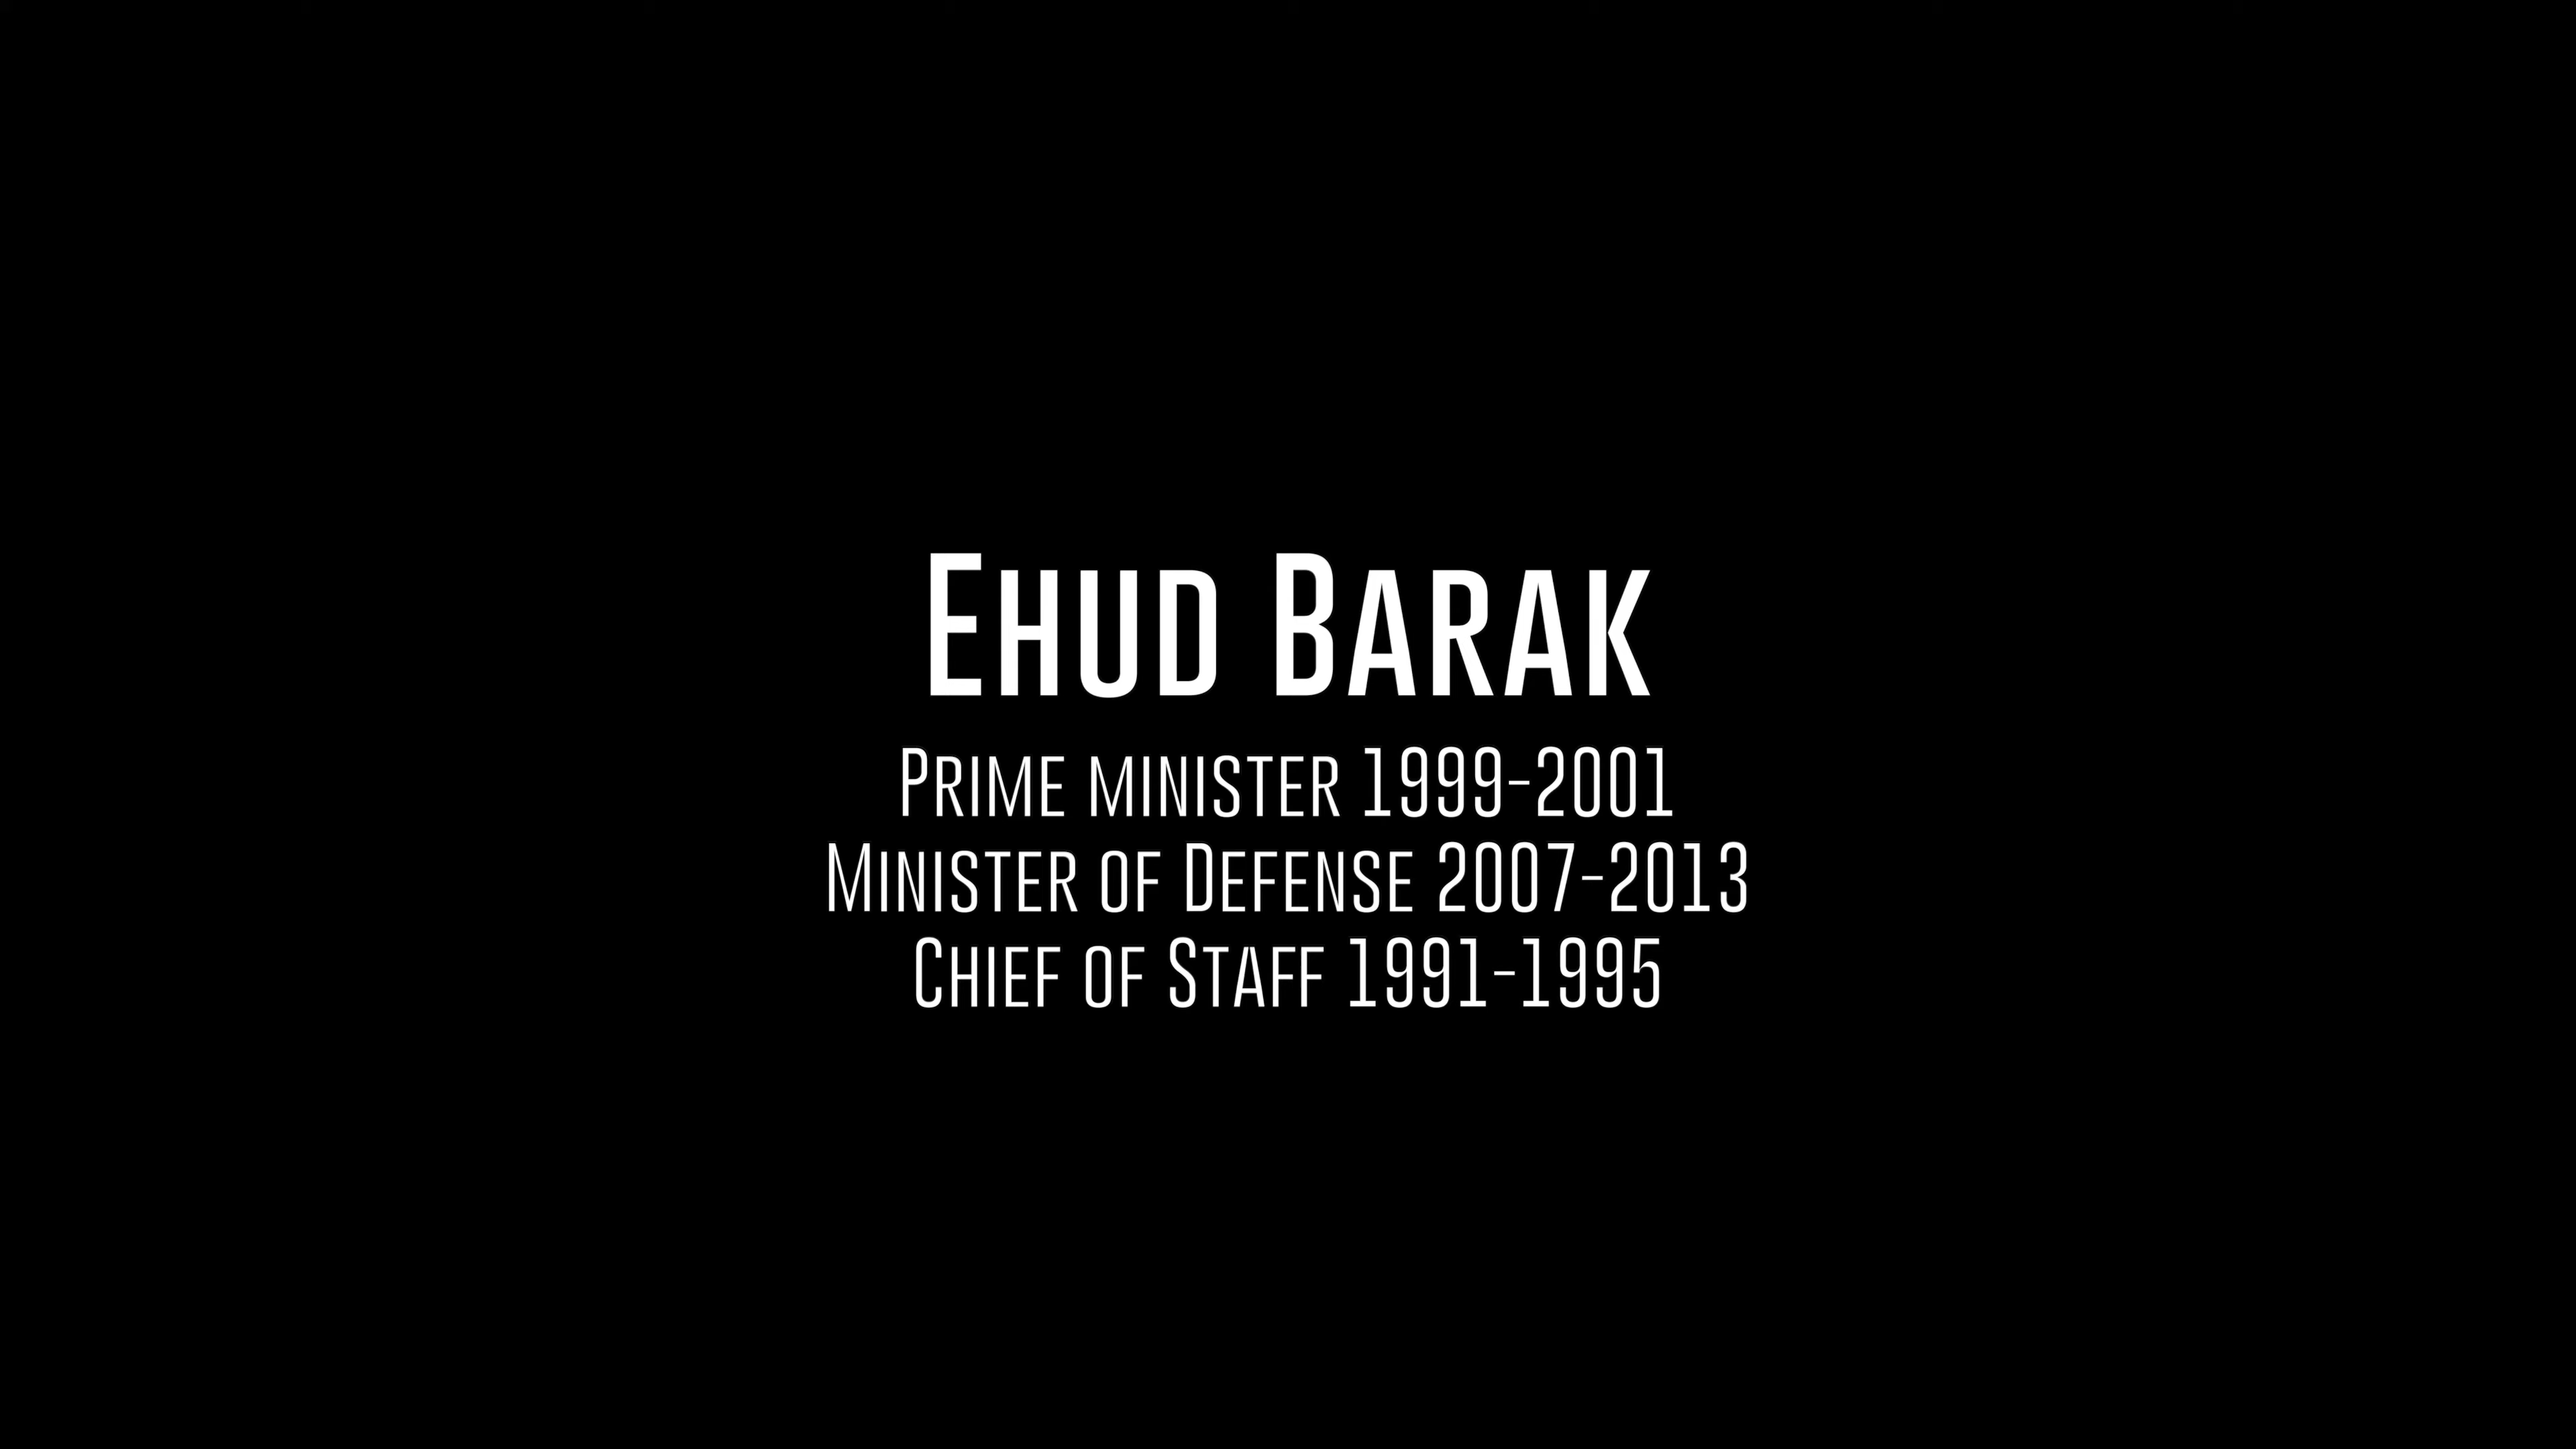 Ehud Barak
Prime minister 1999-2001
Minister of Defense 2007-2013
Chief of Staff 1991-1995